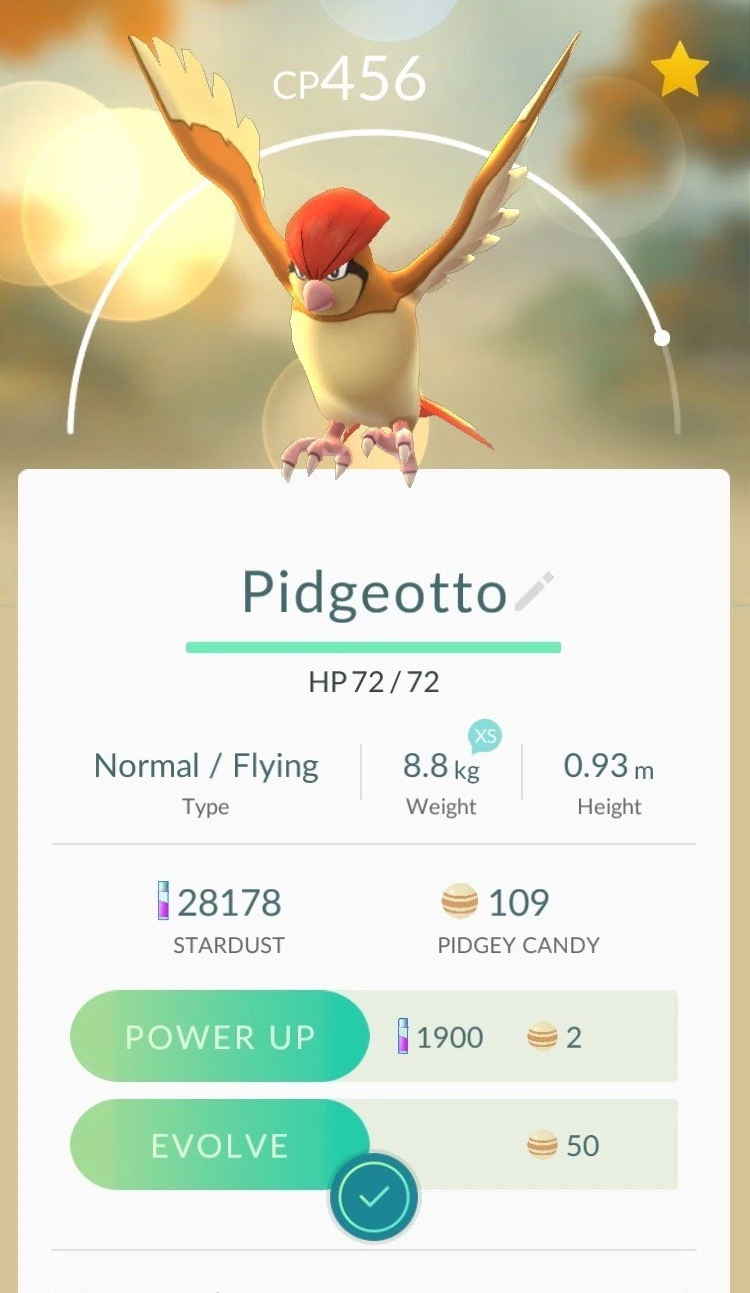 CP456
Pidgeotto
HP 72 / 72
XS
Normal / Flying 8.8 kg 0.93 m
Type Weight Height
28178 109
STARDUST PIDGEY CANDY
POWER UP 1900 2
EVOLVE 50